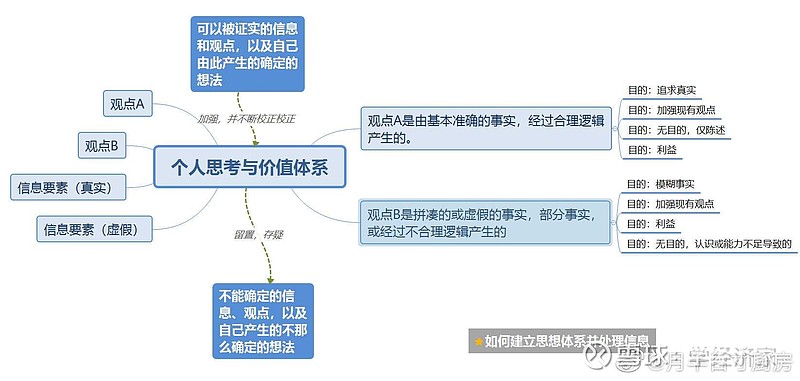 可以被证实的信息
和观点，以及自己
由此产生的确定的
想法
观点A
加强，并不断校正校正
观点B
个人思考与价值体系
信息要素（真实）
信息要素（虚假）
留置，存疑
不能确定的信
息、观点，以及
自己产生的不那
么确定的想法
观点A是由基本准确的事实，经过合理逻辑
产生的。
目的：追求真实
目的：加强现有观点
目的：无目的，仅陈述
目的：利益
观点B是拼凑的或虚假的事实，部分事实，
或经过不合理逻辑产生的
目的：模糊事实
目的：加强现有观点
目的：利益
目的：无目的，认识或能力不足导致的
如何建立思想体系并处理信息
雪球